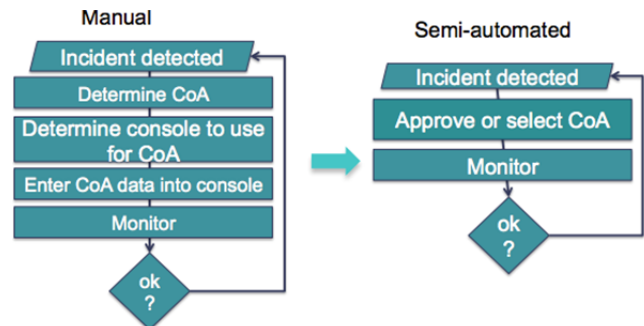 Manual
Incident detected
Determine CoA
Determine console to use
for CoA
Enter CoA data into console
Monitor
ok
?
Semi-automated
Incident detected
Approve or select CoA
Monitor
ok
?